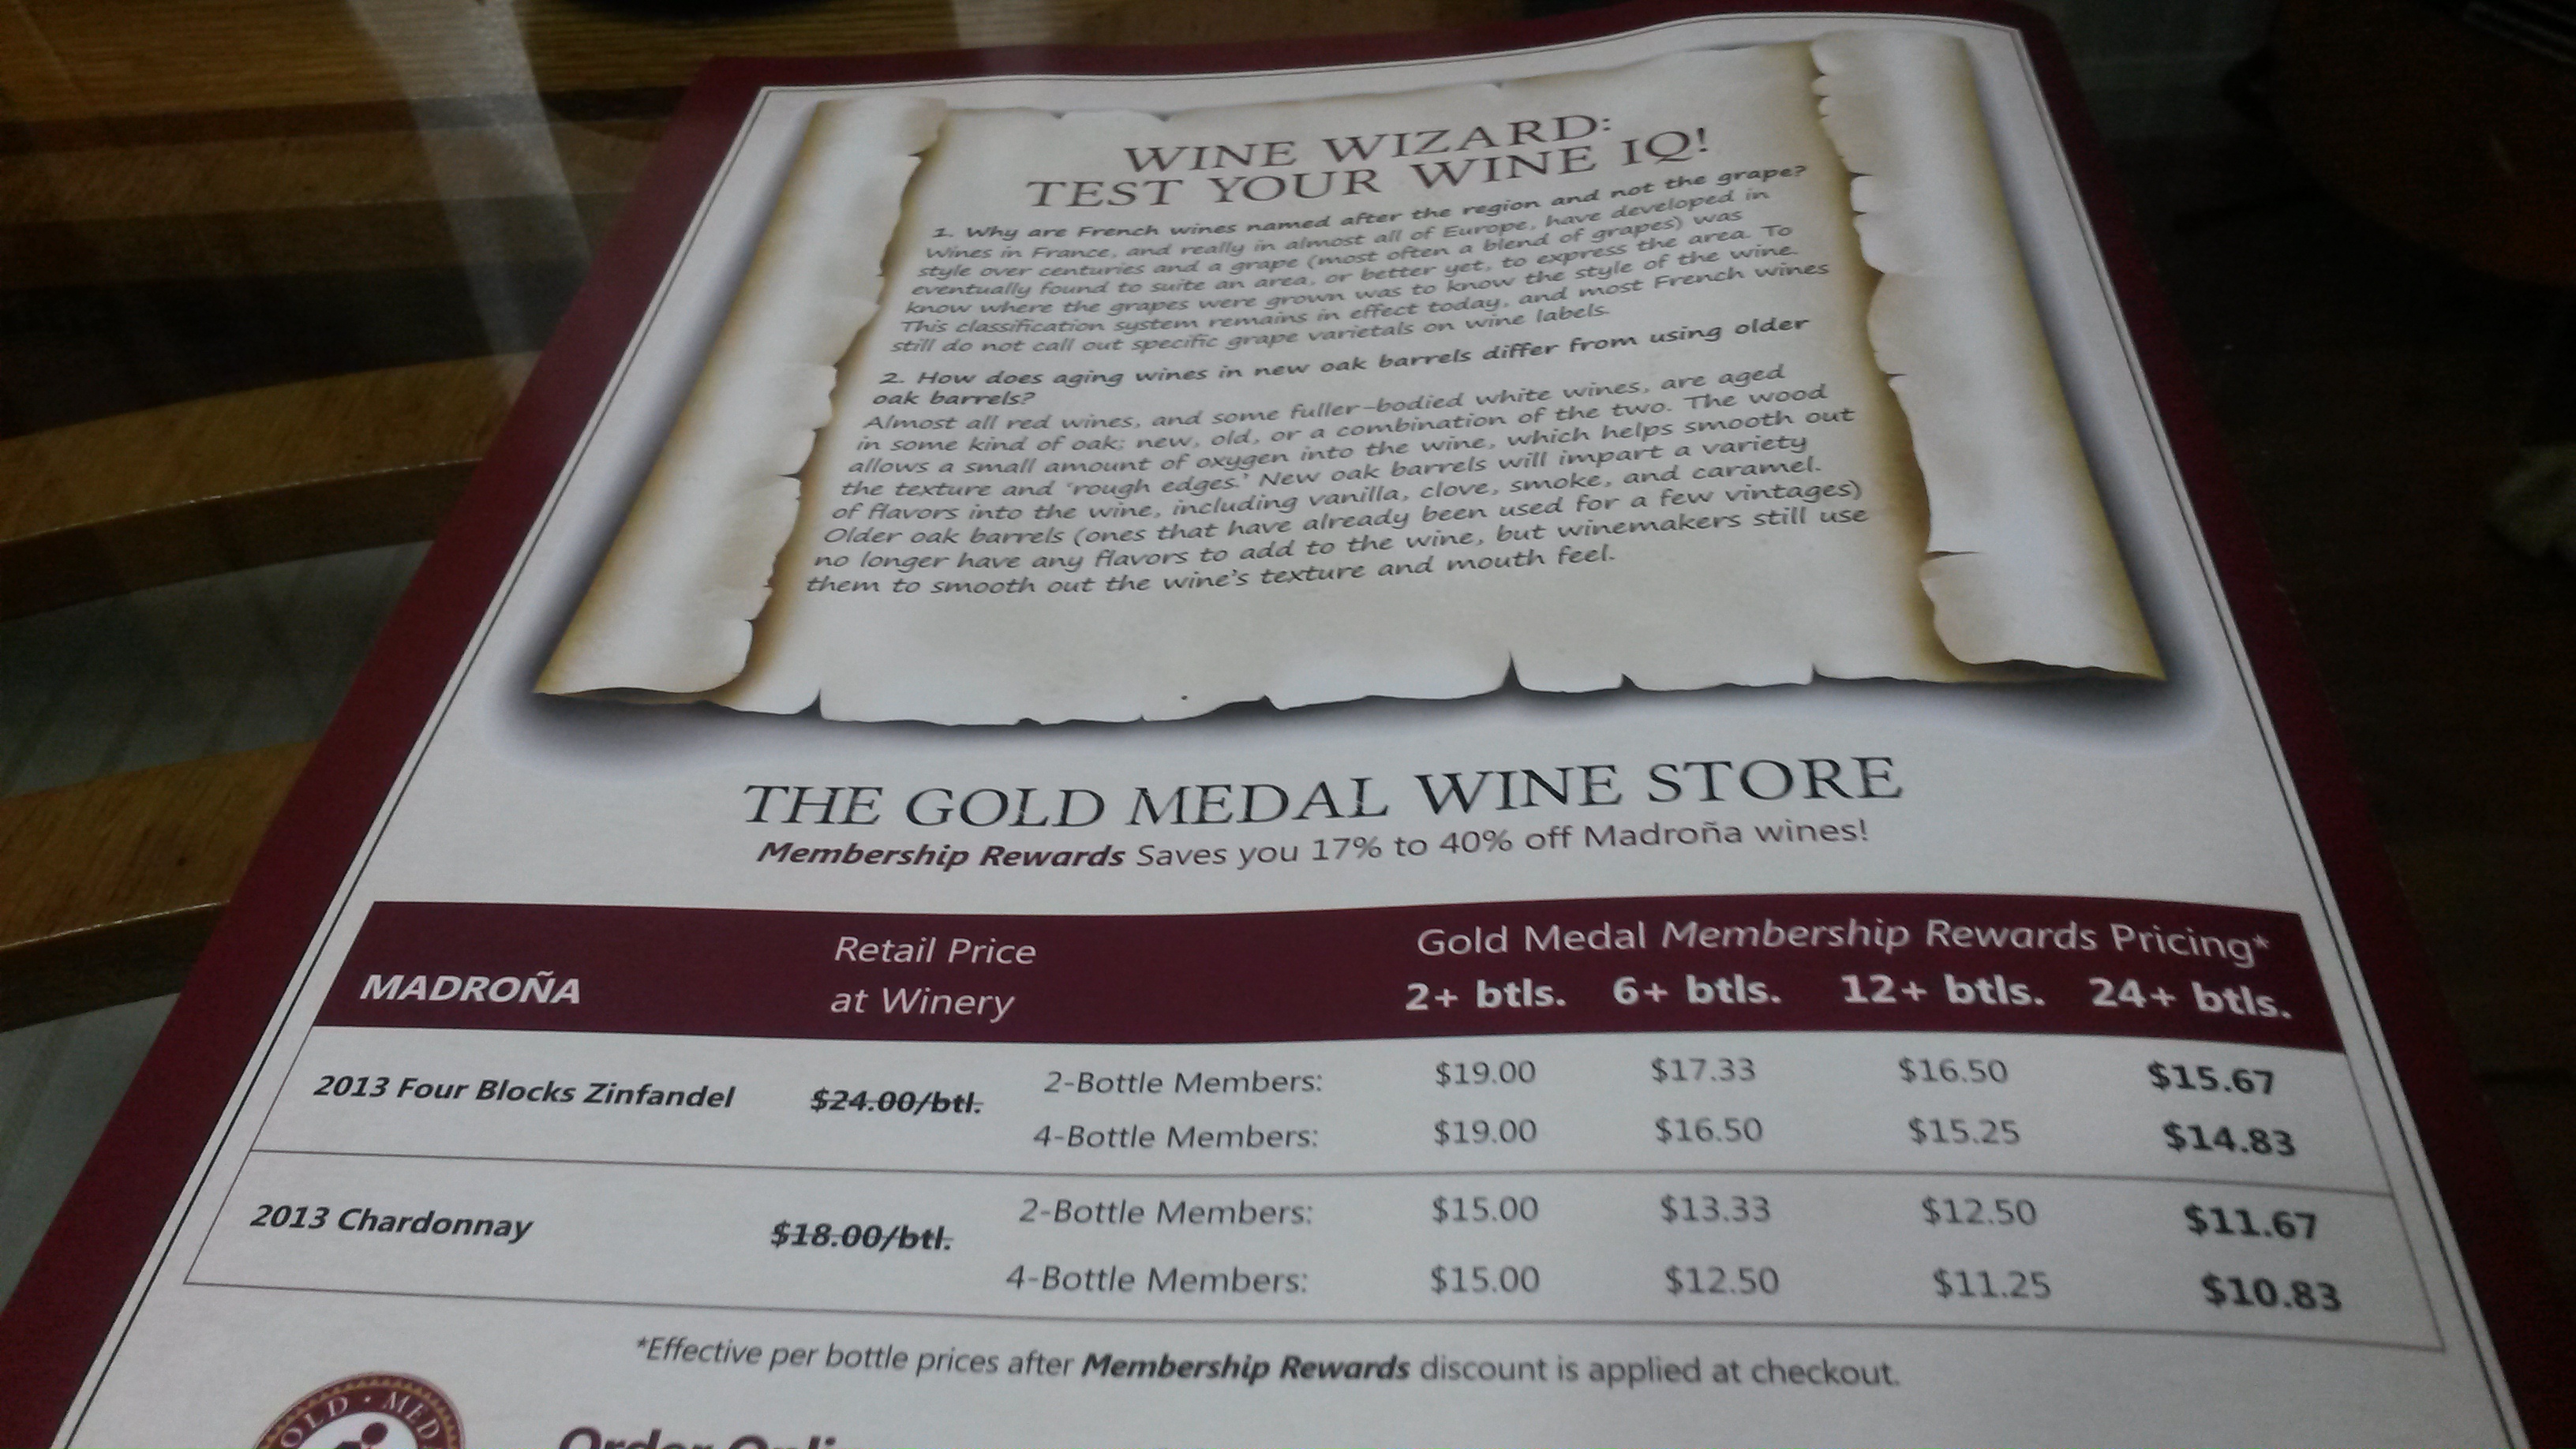 WINE WIZARD:
TEST YOUR WINE IQ!
1. Why are French wines named after the region and not the grape?
Wines in France, and really in almost all of Europe, have developed in
style over centuries and a grape (most often a blend of grapes) was
eventually found to suite an area, or better yet, to express the area. To
know where the grapes were grown was to know the style of the wine.
This classification system remains in effect today, and most French wines
still do not call out specific grape varietals on wine labels.
2. How does aging wines in new oak barrels differ from using older
oak barrels?
Almost all red wines, and some fuller-bodied white wines, are aged
in some kind of oak; new, old, or a combination of the two. The wood
allows a small amount of oxygen into the wine, which helps smooth out
the texture and ‘rough edges.’ New oak barrels will impart a variety
of flavors into the wine, including vanilla, clove, smoke, and caramel.
Older oak barrels (ones that have already been used for a few vintages)
no longer have any flavors to add to the wine, but winemakers still use
them to smooth out the wine's texture and mouth feel.
THE GOLD MEDAL WINE STORE
Membership Rewards Saves you 17% to 40% off Madroña wines!
MADROÑA Retail Price at Winery Gold Medal Membership Rewards Pricing*
2+ btls. 6+ btls. 12+ btls. 24+ btls.
2013 Four Blocks Zinfandel $24.00/btl. 2-Bottle Members: $19.00 $17.33 $16.50 $15.67
4-Bottle Members: $19.00 $16.50 $15.25 $14.83
2013 Chardonnay $18.00/btl. 2-Bottle Members: $15.00 $13.33 $12.50 $11.67
4-Bottle Members: $15.00 $12.50 $11.25 $10.83
*Effective per bottle prices after Membership Rewards discount is applied at checkout.
OLD · MED
Order Onli